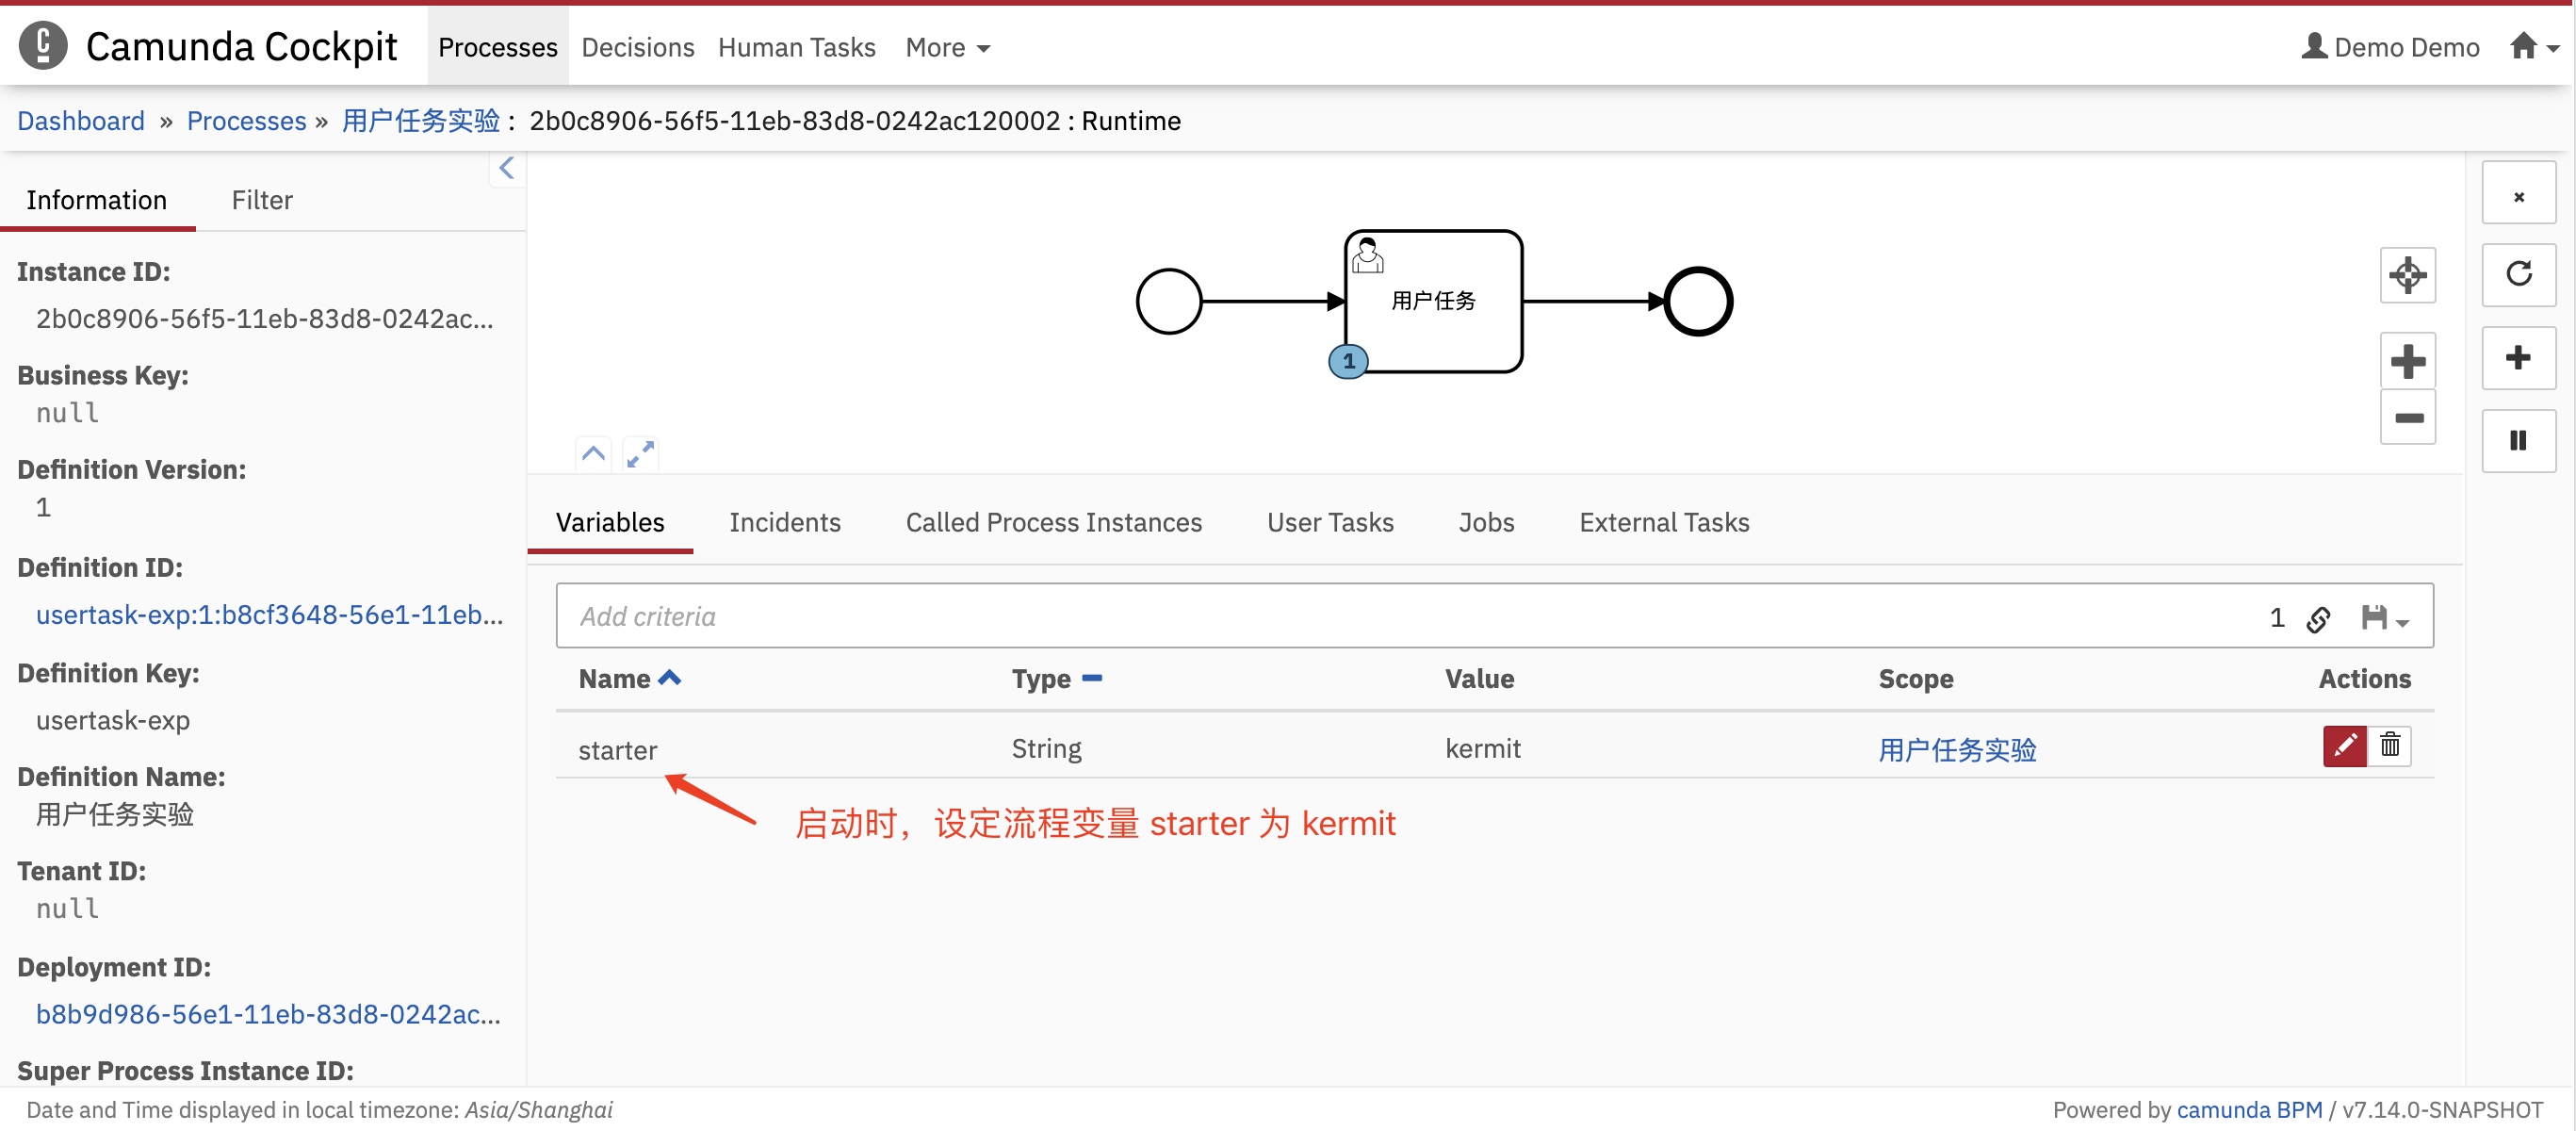 Camunda Cockpit Processes Decisions Human Tasks More Demo Demo
Dashboard » Processes » 用户任务实验 : 2b0c8906-56f5-11eb-83d8-0242ac120002 : Runtime
Information Filter
Instance ID:
2b0c8906-56f5-11eb-83d8-0242ac...
Business Key:
null
Definition Version:
1
Definition ID:
usertask-exp:1:b8cf3648-56e1-11eb...
Definition Key:
usertask-exp
Definition Name:
用户任务实验
Tenant ID:
null
Deployment ID:
b8b9d986-56e1-11eb-83d8-0242ac...
Super Process Instance ID:
用户任务
1
Variables Incidents Called Process Instances User Tasks Jobs External Tasks
Add criteria 1
Name Type Value Scope Actions
starter String kermit 用户任务实验
启动时，设定流程变量 starter 为 kermit
Date and Time displayed in local timezone: Asia/Shanghai
Powered by camunda BPM / v7.14.0-SNAPSHOT